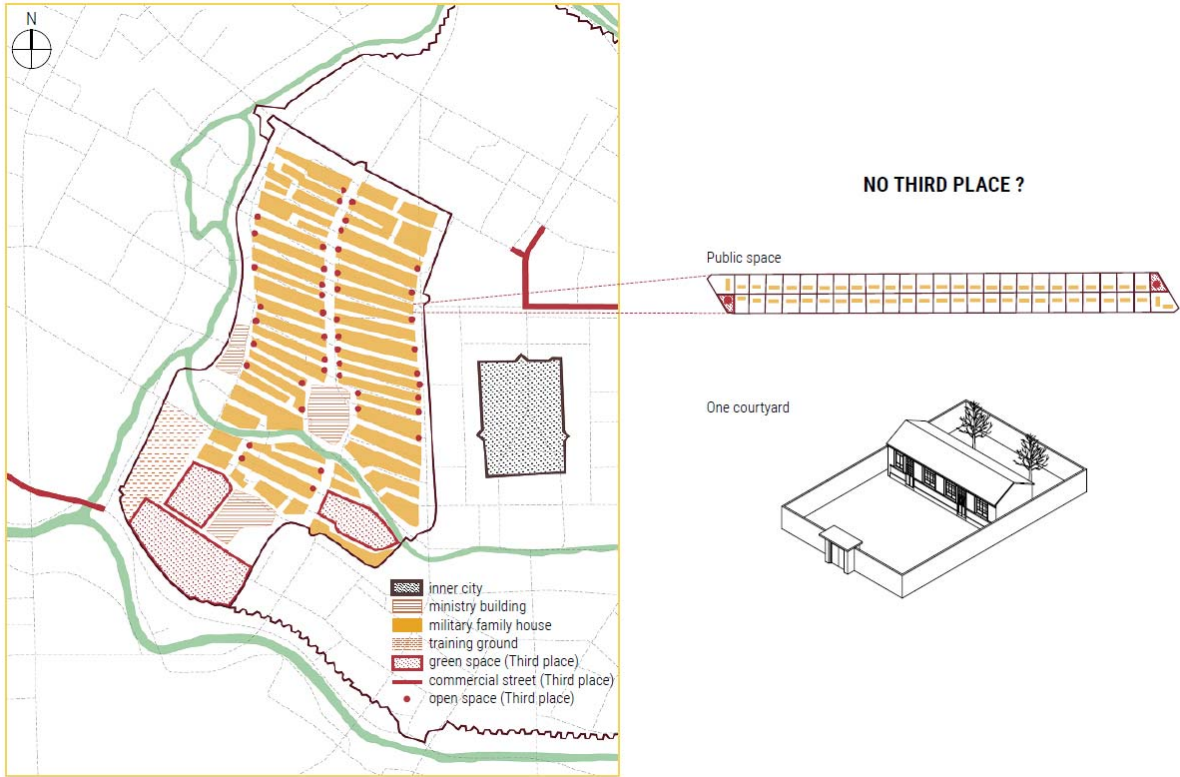 N
NO THIRD PLACE ?
Public space
One courtyard
inner city
ministry building
military family house
training ground
green space (Third place)
commercial street (Third place)
open space (Third place)